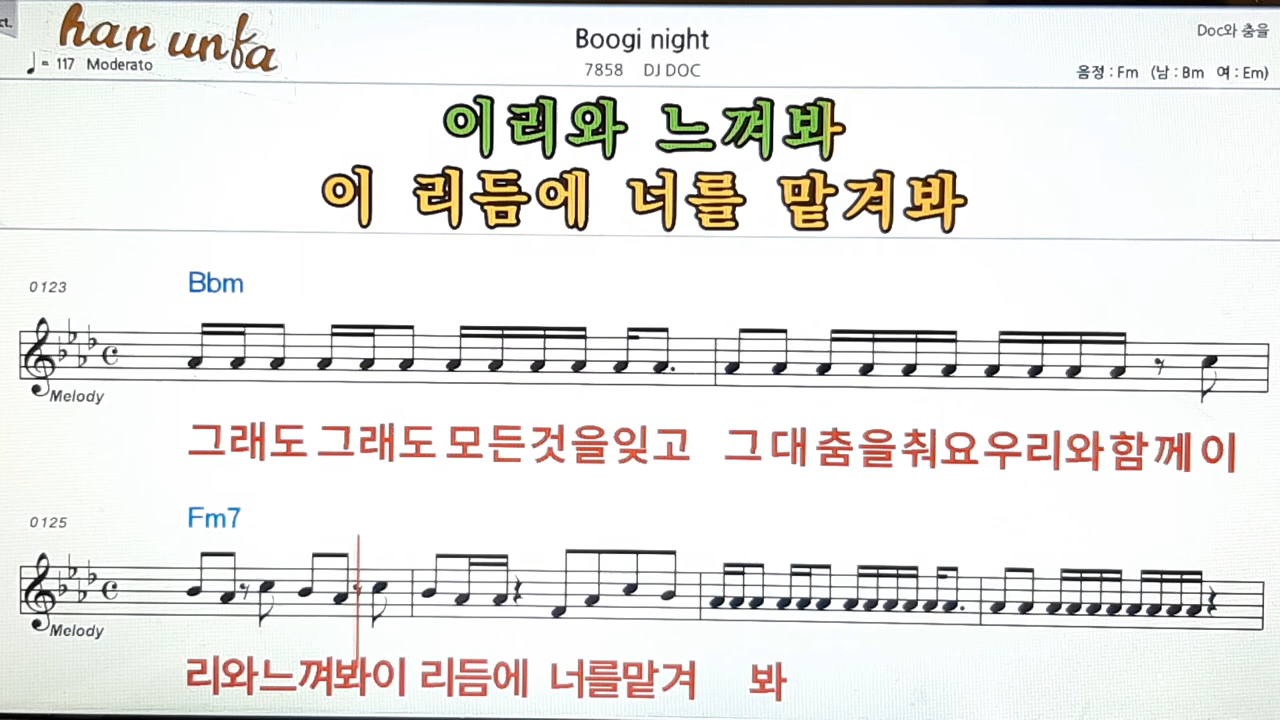 ct.
han unfa
Boogi night
Doc와 춤을
♩ = 117 Moderato
7858 DJ DOC
음정 : Fm (남 : Bm 여 : Em)
이리와 느껴봐
이 리듬에 너를 맡겨봐
0123
Bbm
Melody
그래도 그래도 모든것을잊고 그대춤을춰요우리와함께이
0125
Fm7
Melody
리와느껴봐이 리듬에 너를맡겨 봐